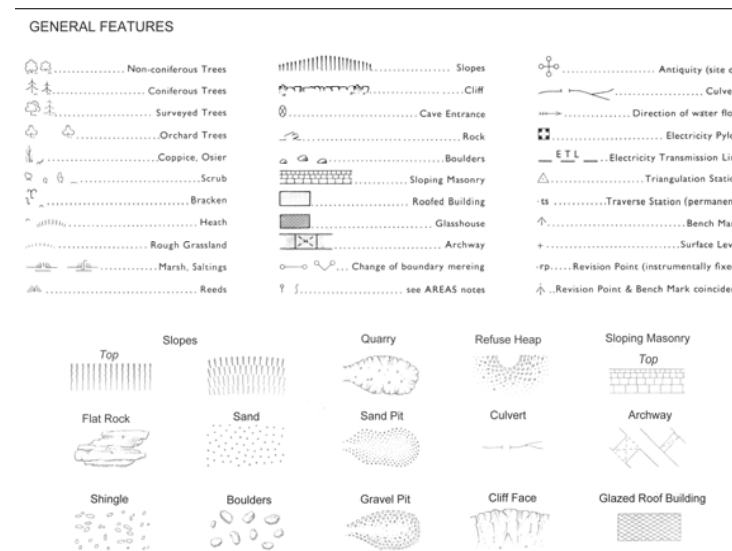 GENERAL FEATURES
Non-coniferous Trees
Coniferous Trees
Surveyed Trees
Orchard Trees
Coppice, Osier
Scrub
Bracken
Heath
Rough Grassland
Marsh, Saltings
Reeds
Slopes
Cliff
Cave Entrance
Rock
Boulders
Sloping Masonry
Roofed Building
Glasshouse
Archway
Change of boundary mereing
see AREAS notes
Antiquity (site o
Culve
Direction of water flo
Electricity Pylo
E T L Electricity Transmission Lin
Triangulation Statio
ts Traverse Station (permanen
Bench Mar
+ Surface Leve
rp Revision Point (instrumentally fixe
Revision Point & Bench Mark coinciden
Slopes Quarry Refuse Heap Sloping Masonry
Top Top
Flat Rock Sand Sand Pit Culvert Archway
Shingle Boulders Gravel Pit Cliff Face Glazed Roof Building